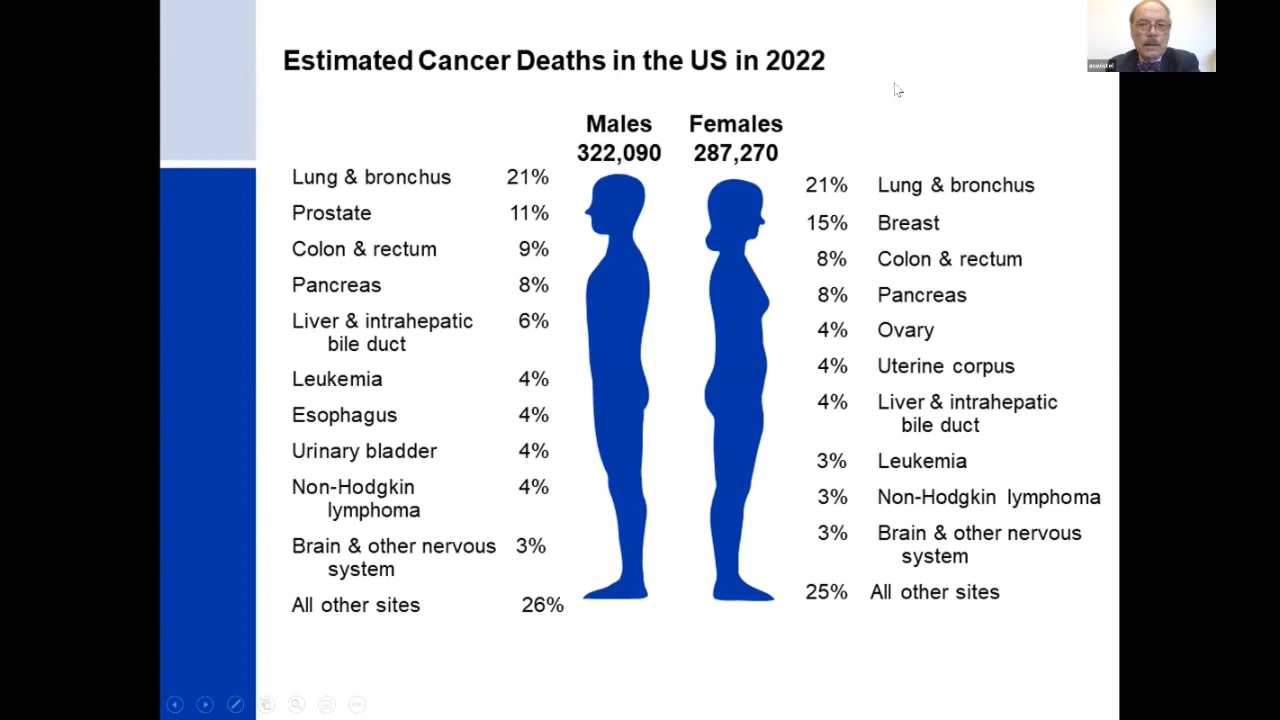 Estimated Cancer Deaths in the US in 2022
Males
322,090
Females
287,270
Lung & bronchus 21%
Prostate 11%
Colon & rectum 9%
Pancreas 8%
Liver & intrahepatic 6%
bile duct
Leukemia 4%
Esophagus 4%
Urinary bladder 4%
Non-Hodgkin 4%
lymphoma
Brain & other nervous 3%
system
All other sites 26%
21% Lung & bronchus
15% Breast
8% Colon & rectum
8% Pancreas
4% Ovary
4% Uterine corpus
4% Liver & intrahepatic
bile duct
3% Leukemia
3% Non-Hodgkin lymphoma
3% Brain & other nervous
system
25% All other sites